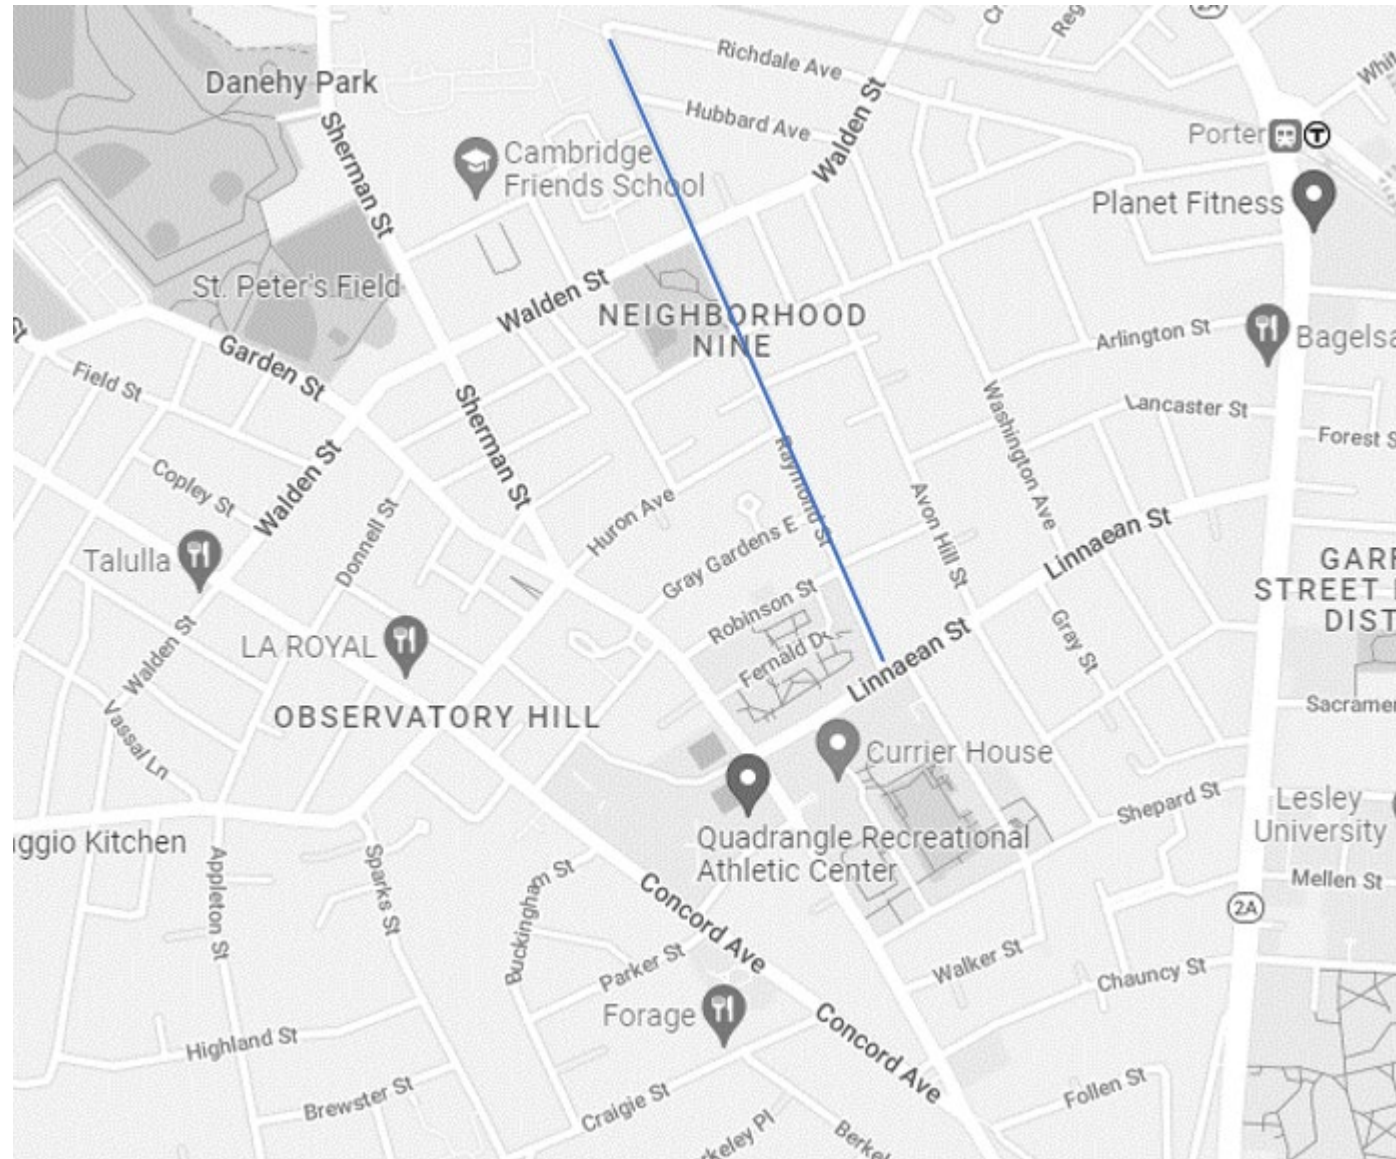 2A
Richdale Ave
Danehy Park
Hubbard Ave
Walden St
Sherman St
Cambridge
Friends School
Porter
T
Planet Fitness
St. Peter's Field
Walden St
NEIGHBORHOOD
NINE
Arlington St
Garden St
Field St
Sherman St
Washington Ave
Lancaster St
Forest S
Raymond St
Walden St
Copley St
Huron Ave
Avon Hill St
Donnell St
Gray Gardens E
Linnaean St
Talulla
Robinson St
STREET
DIST
LA ROYAL
Walden St
Fernald Dr
Linnaean St
Gray St
Vassal Ln
OBSERVATORY HILL
Currier House
Shepard St
Lesley
University
Quadrangle Recreational
Athletic Center
Appleton St
Sparks St
Buckingham St
Concord Ave
Mellen St
2A
Parker St
Walker St
Chauncy St
Forage
Concord Ave
Highland St
Brewster St
Craigie St
Follen St